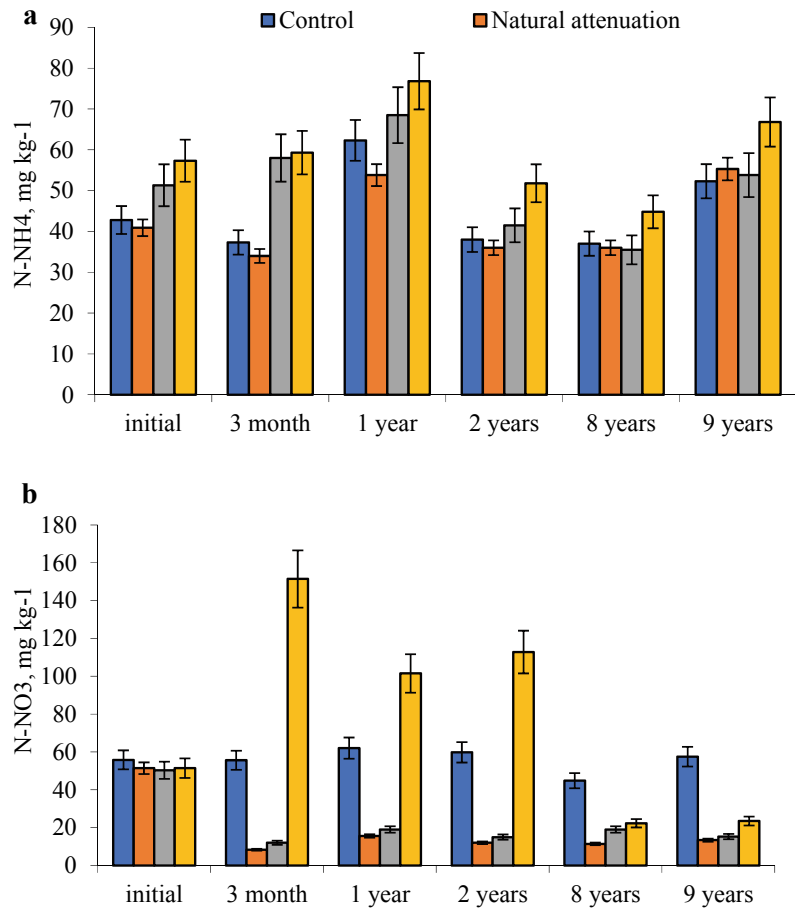 a
Control
Natural attenuation
N-NH4, mg kg-1
90
80
70
60
50
40
30
20
10
0
initial
3 month
1 year
2 years
8 years
9 years
b
N-NO3, mg kg-1
180
160
140
120
100
80
60
40
20
0
initial
3 month
1 year
2 years
8 years
9 years